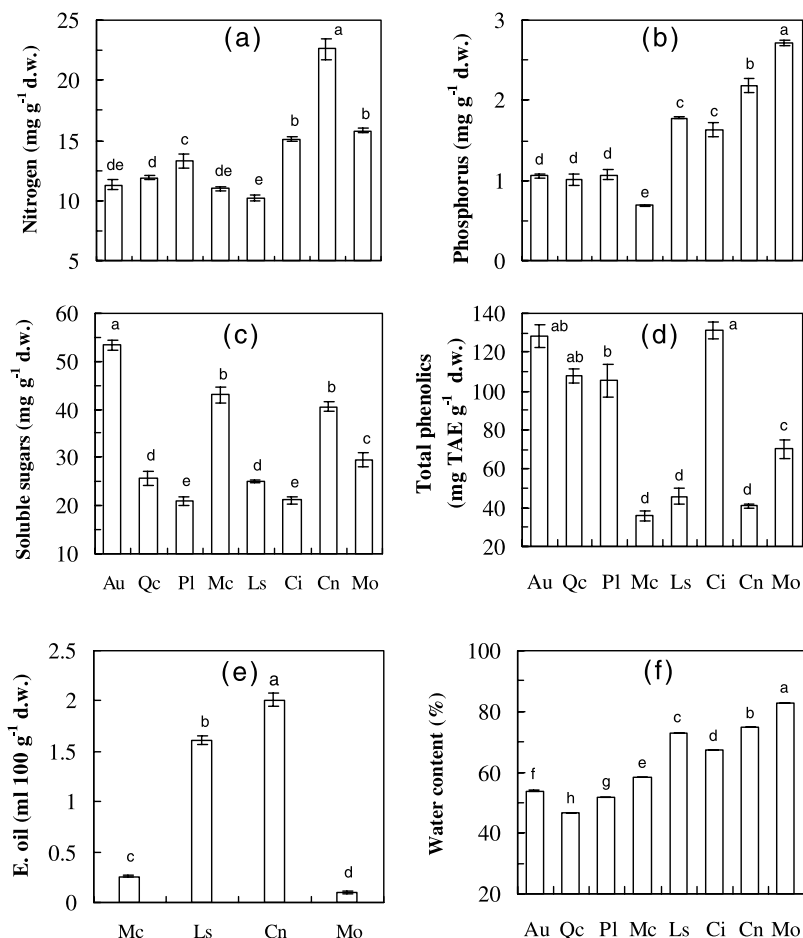 (a)
Nitrogen (mg g-1 d.w.)
25
20
15
10
5
de
d
c
de
e
b
a
b
(b)
Phosphorus (mg g-1 d.w.)
3
2
1
0
d
d
d
e
c
c
b
a
(c)
Soluble sugars (mg g-1 d.w.)
60
50
40
30
20
10
a
d
e
b
d
e
b
c
Au Qc Pl Mc Ls Ci Cn Mo
(d)
Total phenolics
(mg TAE g-1 d.w.)
140
120
100
80
60
40
20
ab
ab
b
d
d
a
d
c
Au Qc Pl Mc Ls Ci Cn Mo
(e)
E. oil (ml 100 g-1 d.w.)
2.5
2
1.5
1
0.5
0
c
b
a
d
Mc Ls Cn Mo
(f)
Water content (%)
100
80
60
40
20
f
h
g
e
c
d
b
a
Au Qc Pl Mc Ls Ci Cn Mo